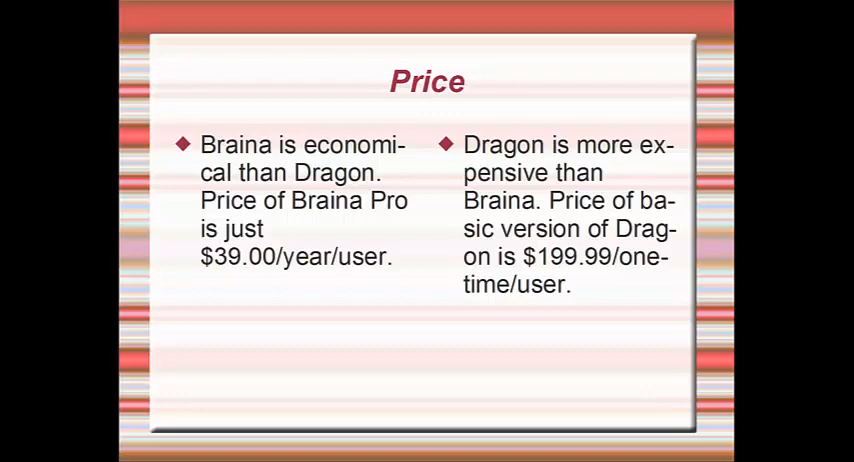 Price
Braina is economi-
cal than Dragon.
Price of Braina Pro
is just
$39.00/year/user.
Dragon is more ex-
pensive than
Braina. Price of ba-
sic version of Drag-
on is $199.99/one-
time/user.